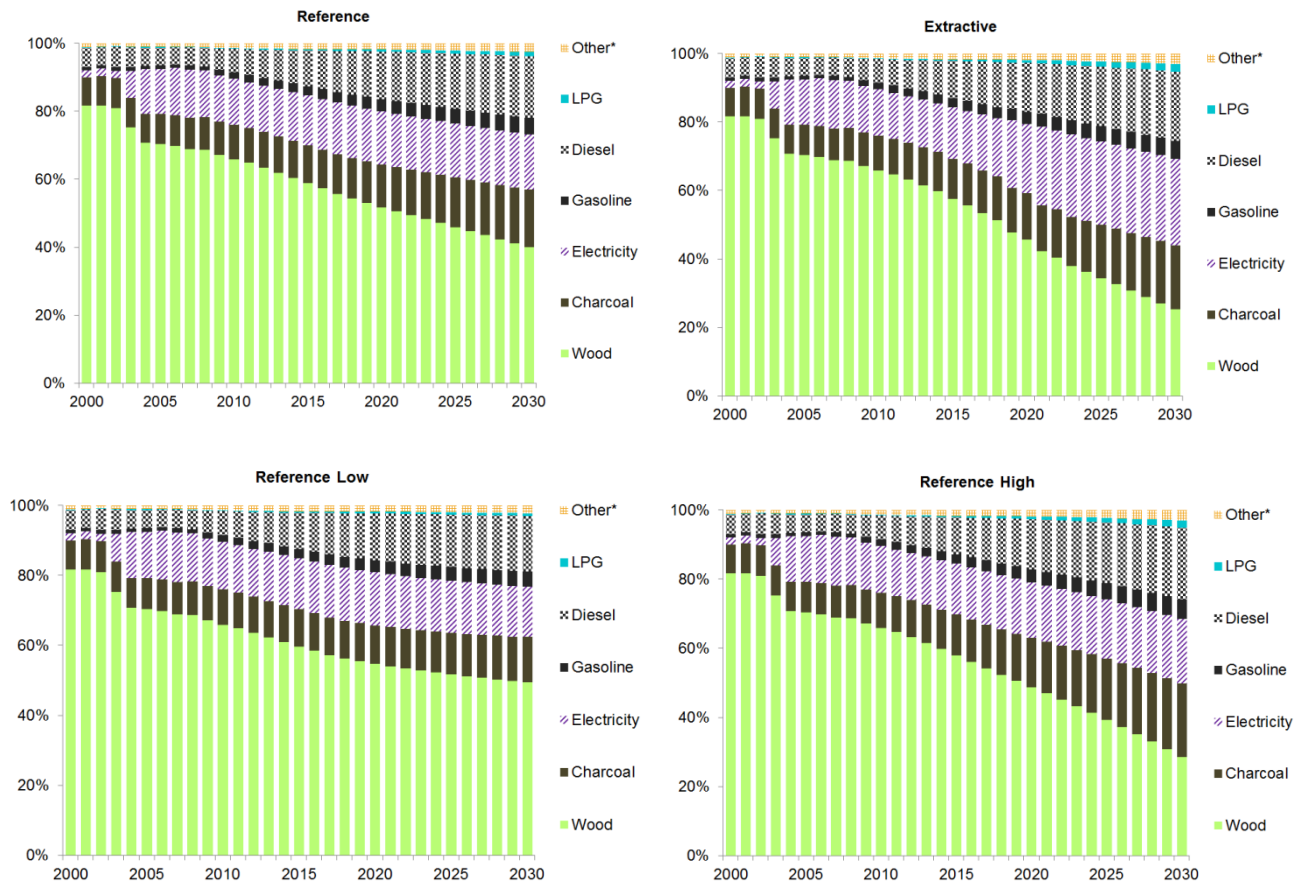 Reference
100%
80%
60%
40%
20%
0%
2000 2005 2010 2015 2020 2025 2030
Other*
LPG
Diesel
Gasoline
Electricity
Charcoal
Wood
Extractive
100%
80%
60%
40%
20%
0%
2000 2005 2010 2015 2020 2025 2030
Other*
LPG
Diesel
Gasoline
Electricity
Charcoal
Wood
Reference Low
100%
80%
60%
40%
20%
0%
2000 2005 2010 2015 2020 2025 2030
Other*
LPG
Diesel
Gasoline
Electricity
Charcoal
Wood
Reference High
100%
80%
60%
40%
20%
0%
2000 2005 2010 2015 2020 2025 2030
Other*
LPG
Diesel
Gasoline
Electricity
Charcoal
Wood